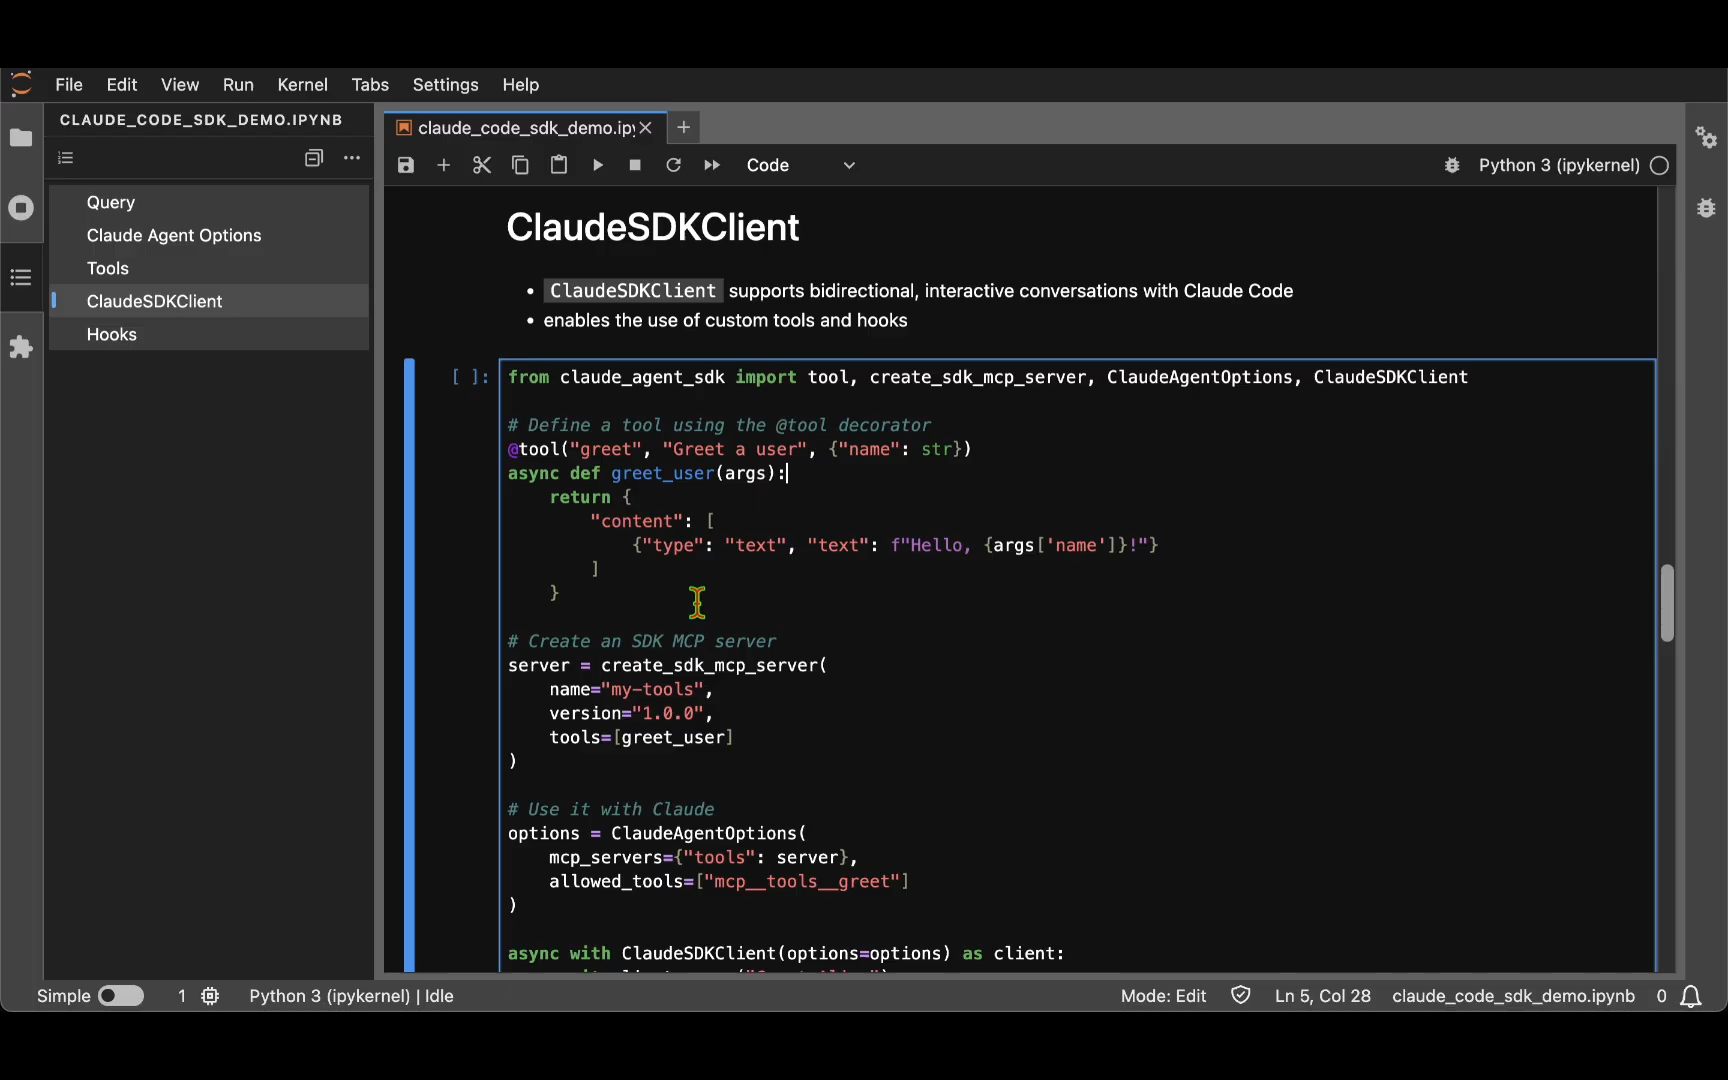 File Edit View Run Kernel Tabs Settings Help
CLAUDE_CODE_SDK_DEMO.IPYNB
Query
Claude Agent Options
Tools
ClaudeSDKClient
Hooks
claude_code_sdk_demo.ipy
Code
Python 3 (ipykernel)
ClaudeSDKClient
• ClaudeSDKClient supports bidirectional, interactive conversations with Claude Code
• enables the use of custom tools and hooks
[ ]:
from claude_agent_sdk import tool, create_sdk_mcp_server, ClaudeAgentOptions, ClaudeSDKClient
# Define a tool using the @tool decorator
@tool("greet", "Greet a user", {"name": str})
async def greet_user(args):
    return {
        "content": [
            {"type": "text", "text": f"Hello, {args['name']}!"}
        ]
    }
# Create an SDK MCP server
server = create_sdk_mcp_server(
    name="my-tools",
    version="1.0.0",
    tools=[greet_user]
)
# Use it with Claude
options = ClaudeAgentOptions(
    mcp_servers={"tools": server},
    allowed_tools=["mcp__tools__greet"]
)
async with ClaudeSDKClient(options=options) as client:
Simple 1 Python 3 (ipykernel) | Idle Mode: Edit Ln 5, Col 28 claude_code_sdk_demo.ipynb 0